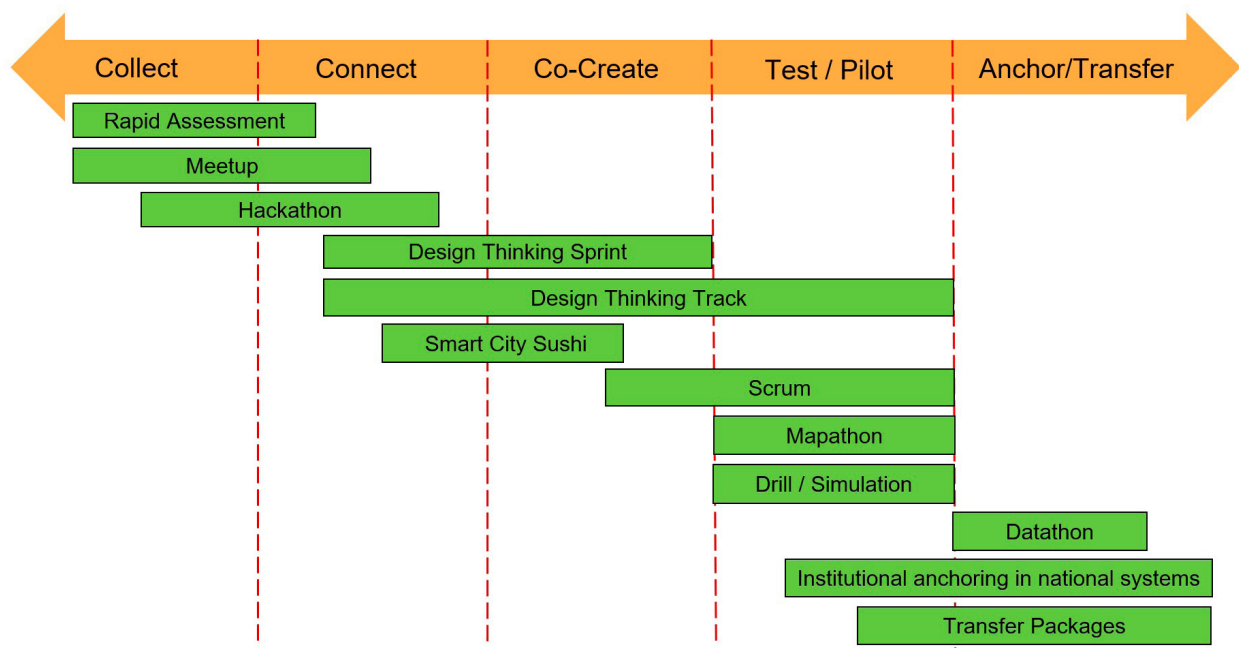 Collect
Connect
Co-Create
Test / Pilot
Anchor/Transfer
Rapid Assessment
Meetup
Hackathon
Design Thinking Sprint
Design Thinking Track
Smart City Sushi
Scrum
Mapathon
Drill / Simulation
Datathon
Institutional anchoring in national systems
Transfer Packages